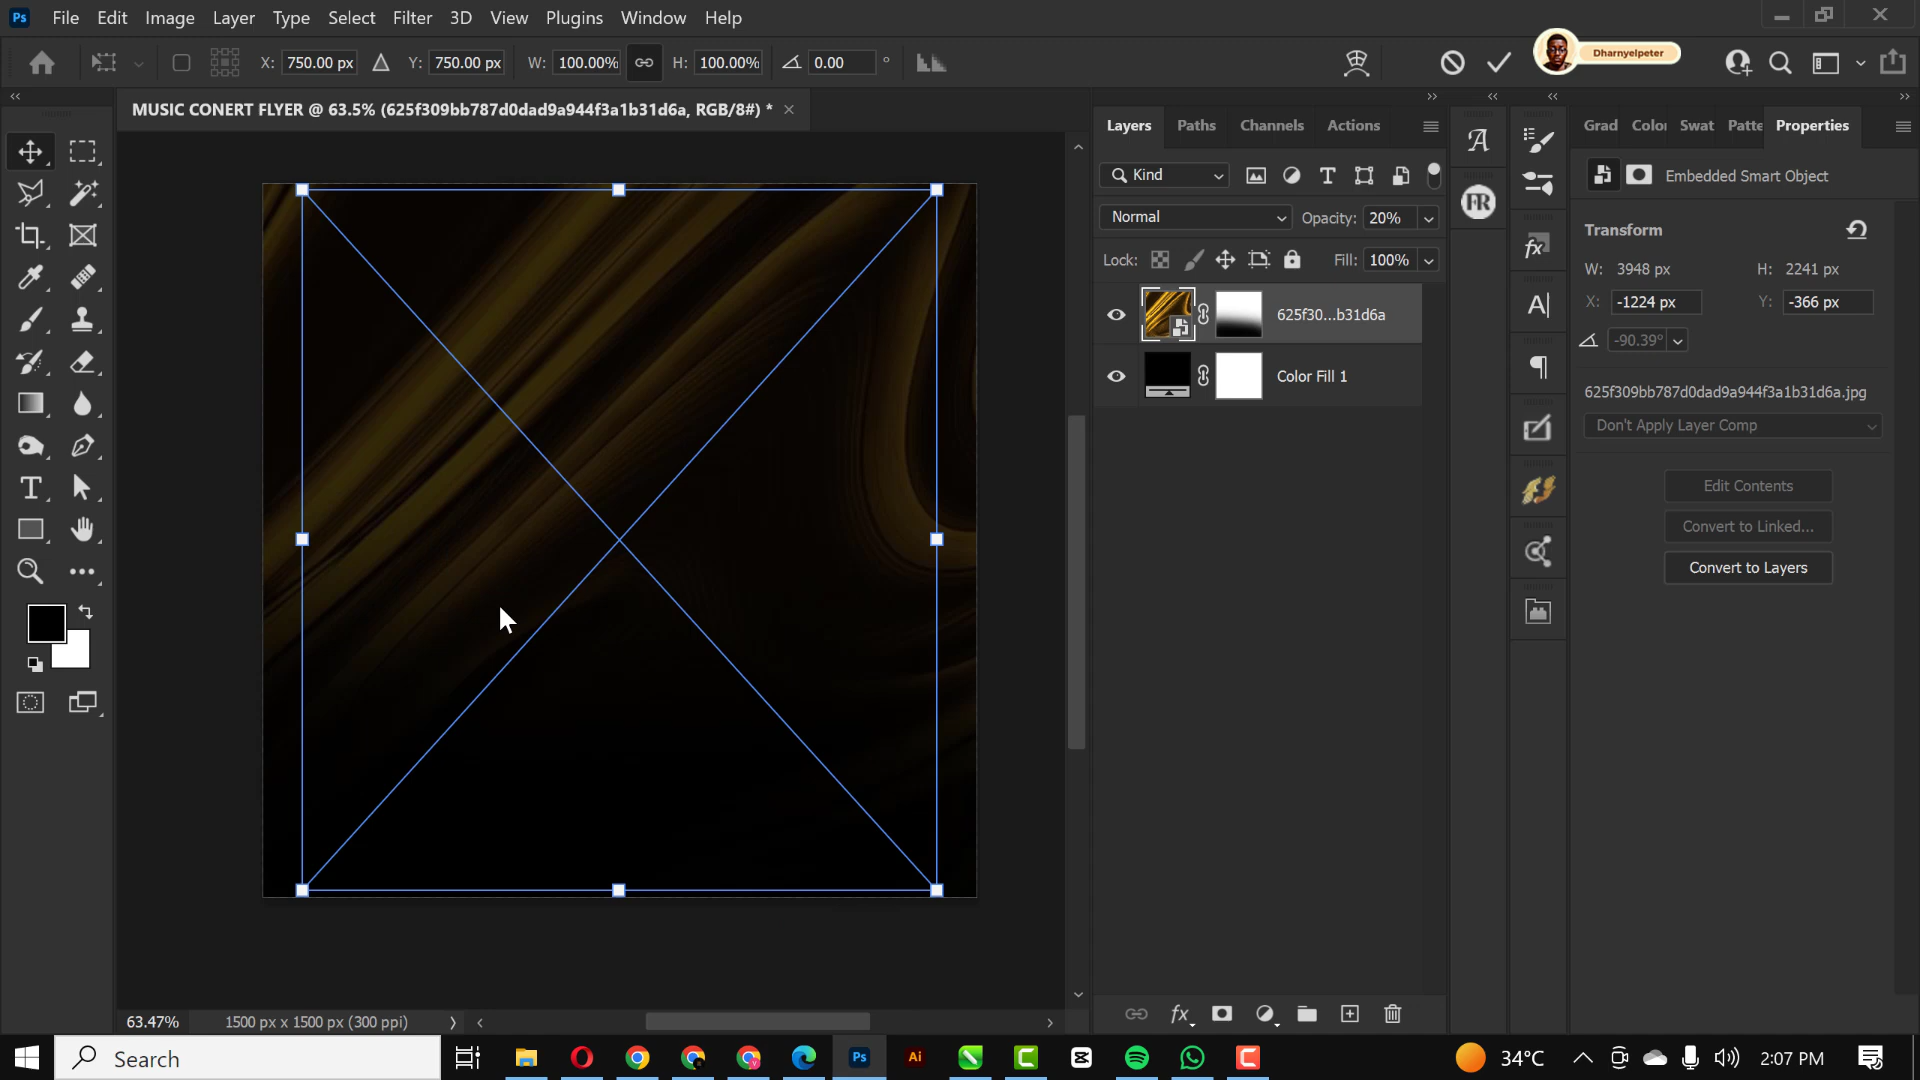 Ps File Edit Image Layer Type Select Filter 3D View Plugins Window Help
X: 750.00 px Y: 750.00 px W: 100.00% H: 100.00% 0.00 ° Dharnyelpeter
MUSIC CONERT FLYER @ 63.5% (625f309bb787d0dad9a944f3a1b31d6a, RGB/8#) *
Layers Paths Channels Actions
Grad Color Swat Patte Properties
Kind
Embedded Smart Object
Normal Opacity: 20%
Transform
Lock: Fill: 100%
W: 3948 px H: 2241 px
X: -1224 px Y: -366 px
625f30...b31d6a
-90.39°
Color Fill 1
625f309bb787d0dad9a944f3a1b31d6a.jpg
Don't Apply Layer Comp
Edit Contents
Convert to Linked...
Convert to Layers
63.47% 1500 px x 1500 px (300 ppi)
Search Ps Ai 34°C 2:07 PM